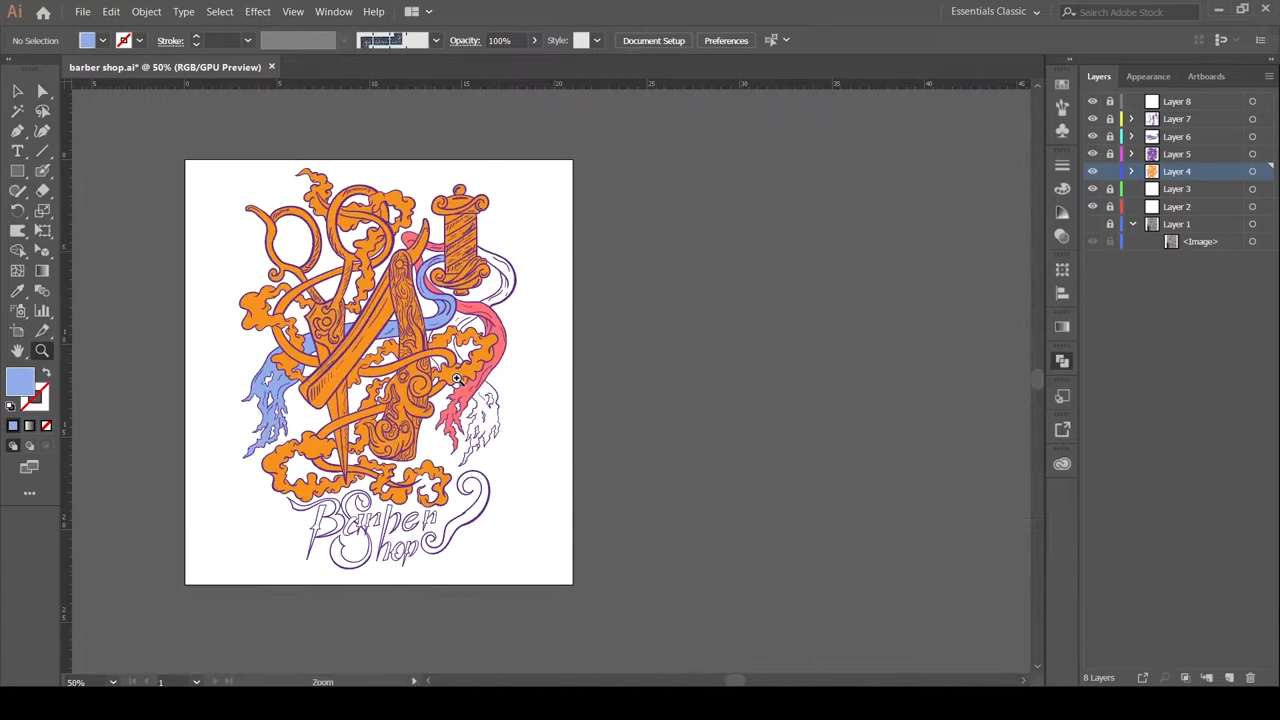 Ai File Edit Object Type Select Effect View Window Help Essentials Classic Search Adobe Stock
No Selection Stroke: Opacity: 100% Style: Document Setup Preferences
barber shop.ai* @ 50% (RGB/GPU Preview)
Layers Appearance Artboards
Layer 8
Layer 7
Layer 6
Layer 5
Layer 4
Layer 3
Layer 2
Layer 1
<Image>
Barber
Shop
50% 1 Zoom 8 Layers